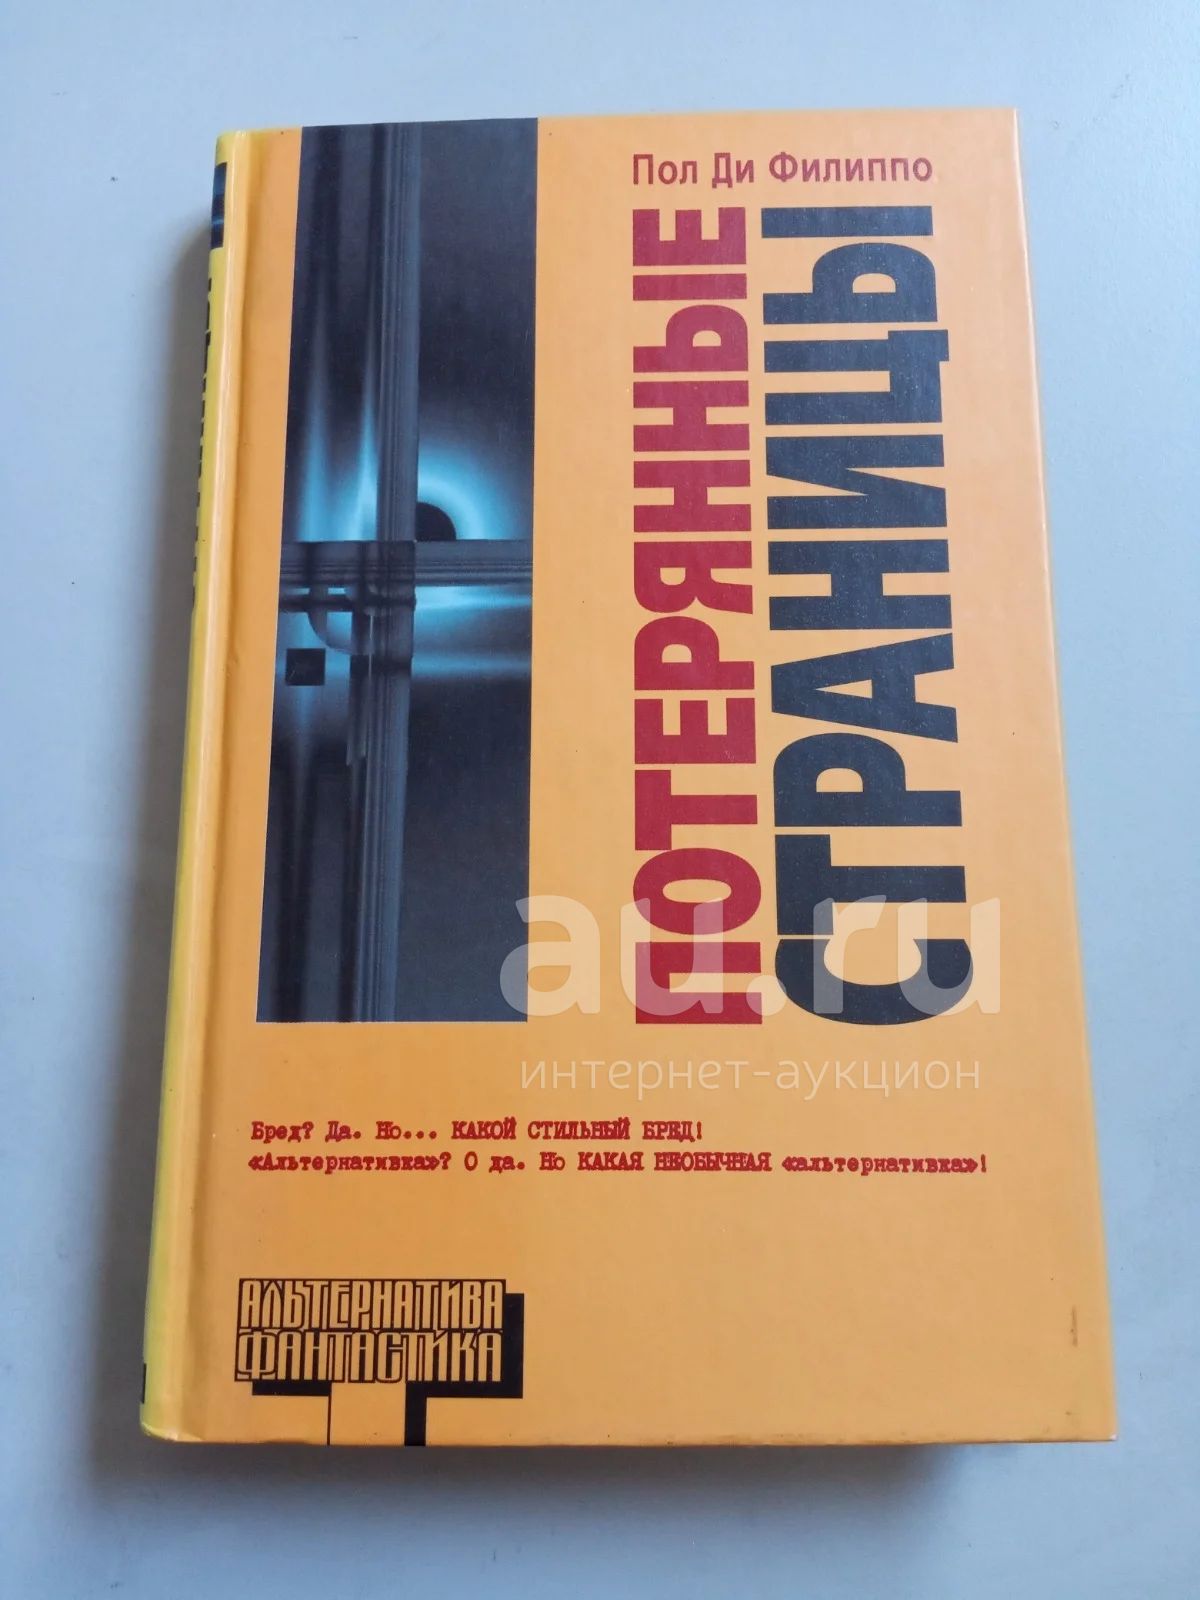 Пол Ди Филиппо
ПОТЕРЯННЫЕ
СТРАНИЦЫ
au.ru
интернет-аукцион
Бред? Да. Но... КАКОЙ СТИЛЬНЫЙ БРЕД!
«Альтернативка»? О да. Но КАКАЯ НЕОБЫЧНАЯ «альтернативка»!
АЛЬТЕРНАТИВА
ФАНТАСТИКА